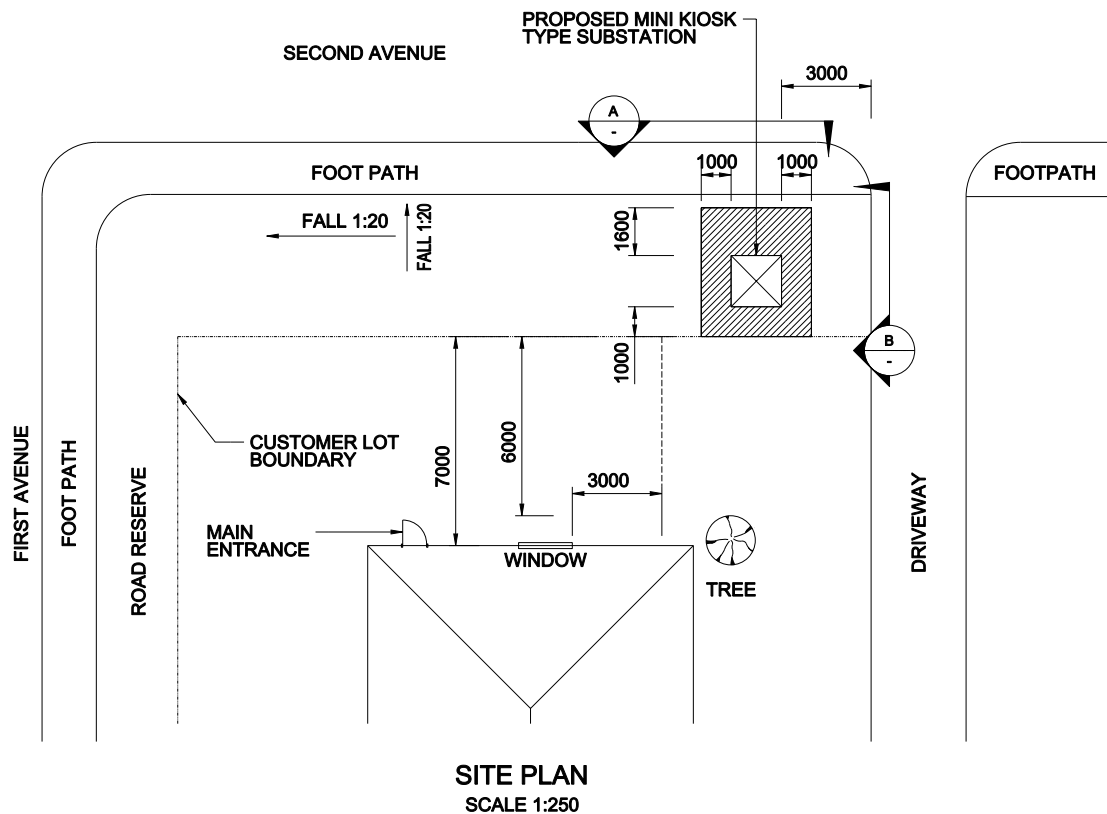 PROPOSED MINI KIOSK
TYPE SUBSTATION
SECOND AVENUE
3000
A
-
FOOT PATH
1000
1000
FOOTPATH
FALL 1:20
FALL 1:20
1600
B
-
1000
CUSTOMER LOT
BOUNDARY
7000
6000
3000
FIRST AVENUE
FOOT PATH
ROAD RESERVE
MAIN
ENTRANCE
WINDOW
TREE
DRIVEWAY
SITE PLAN
SCALE 1:250